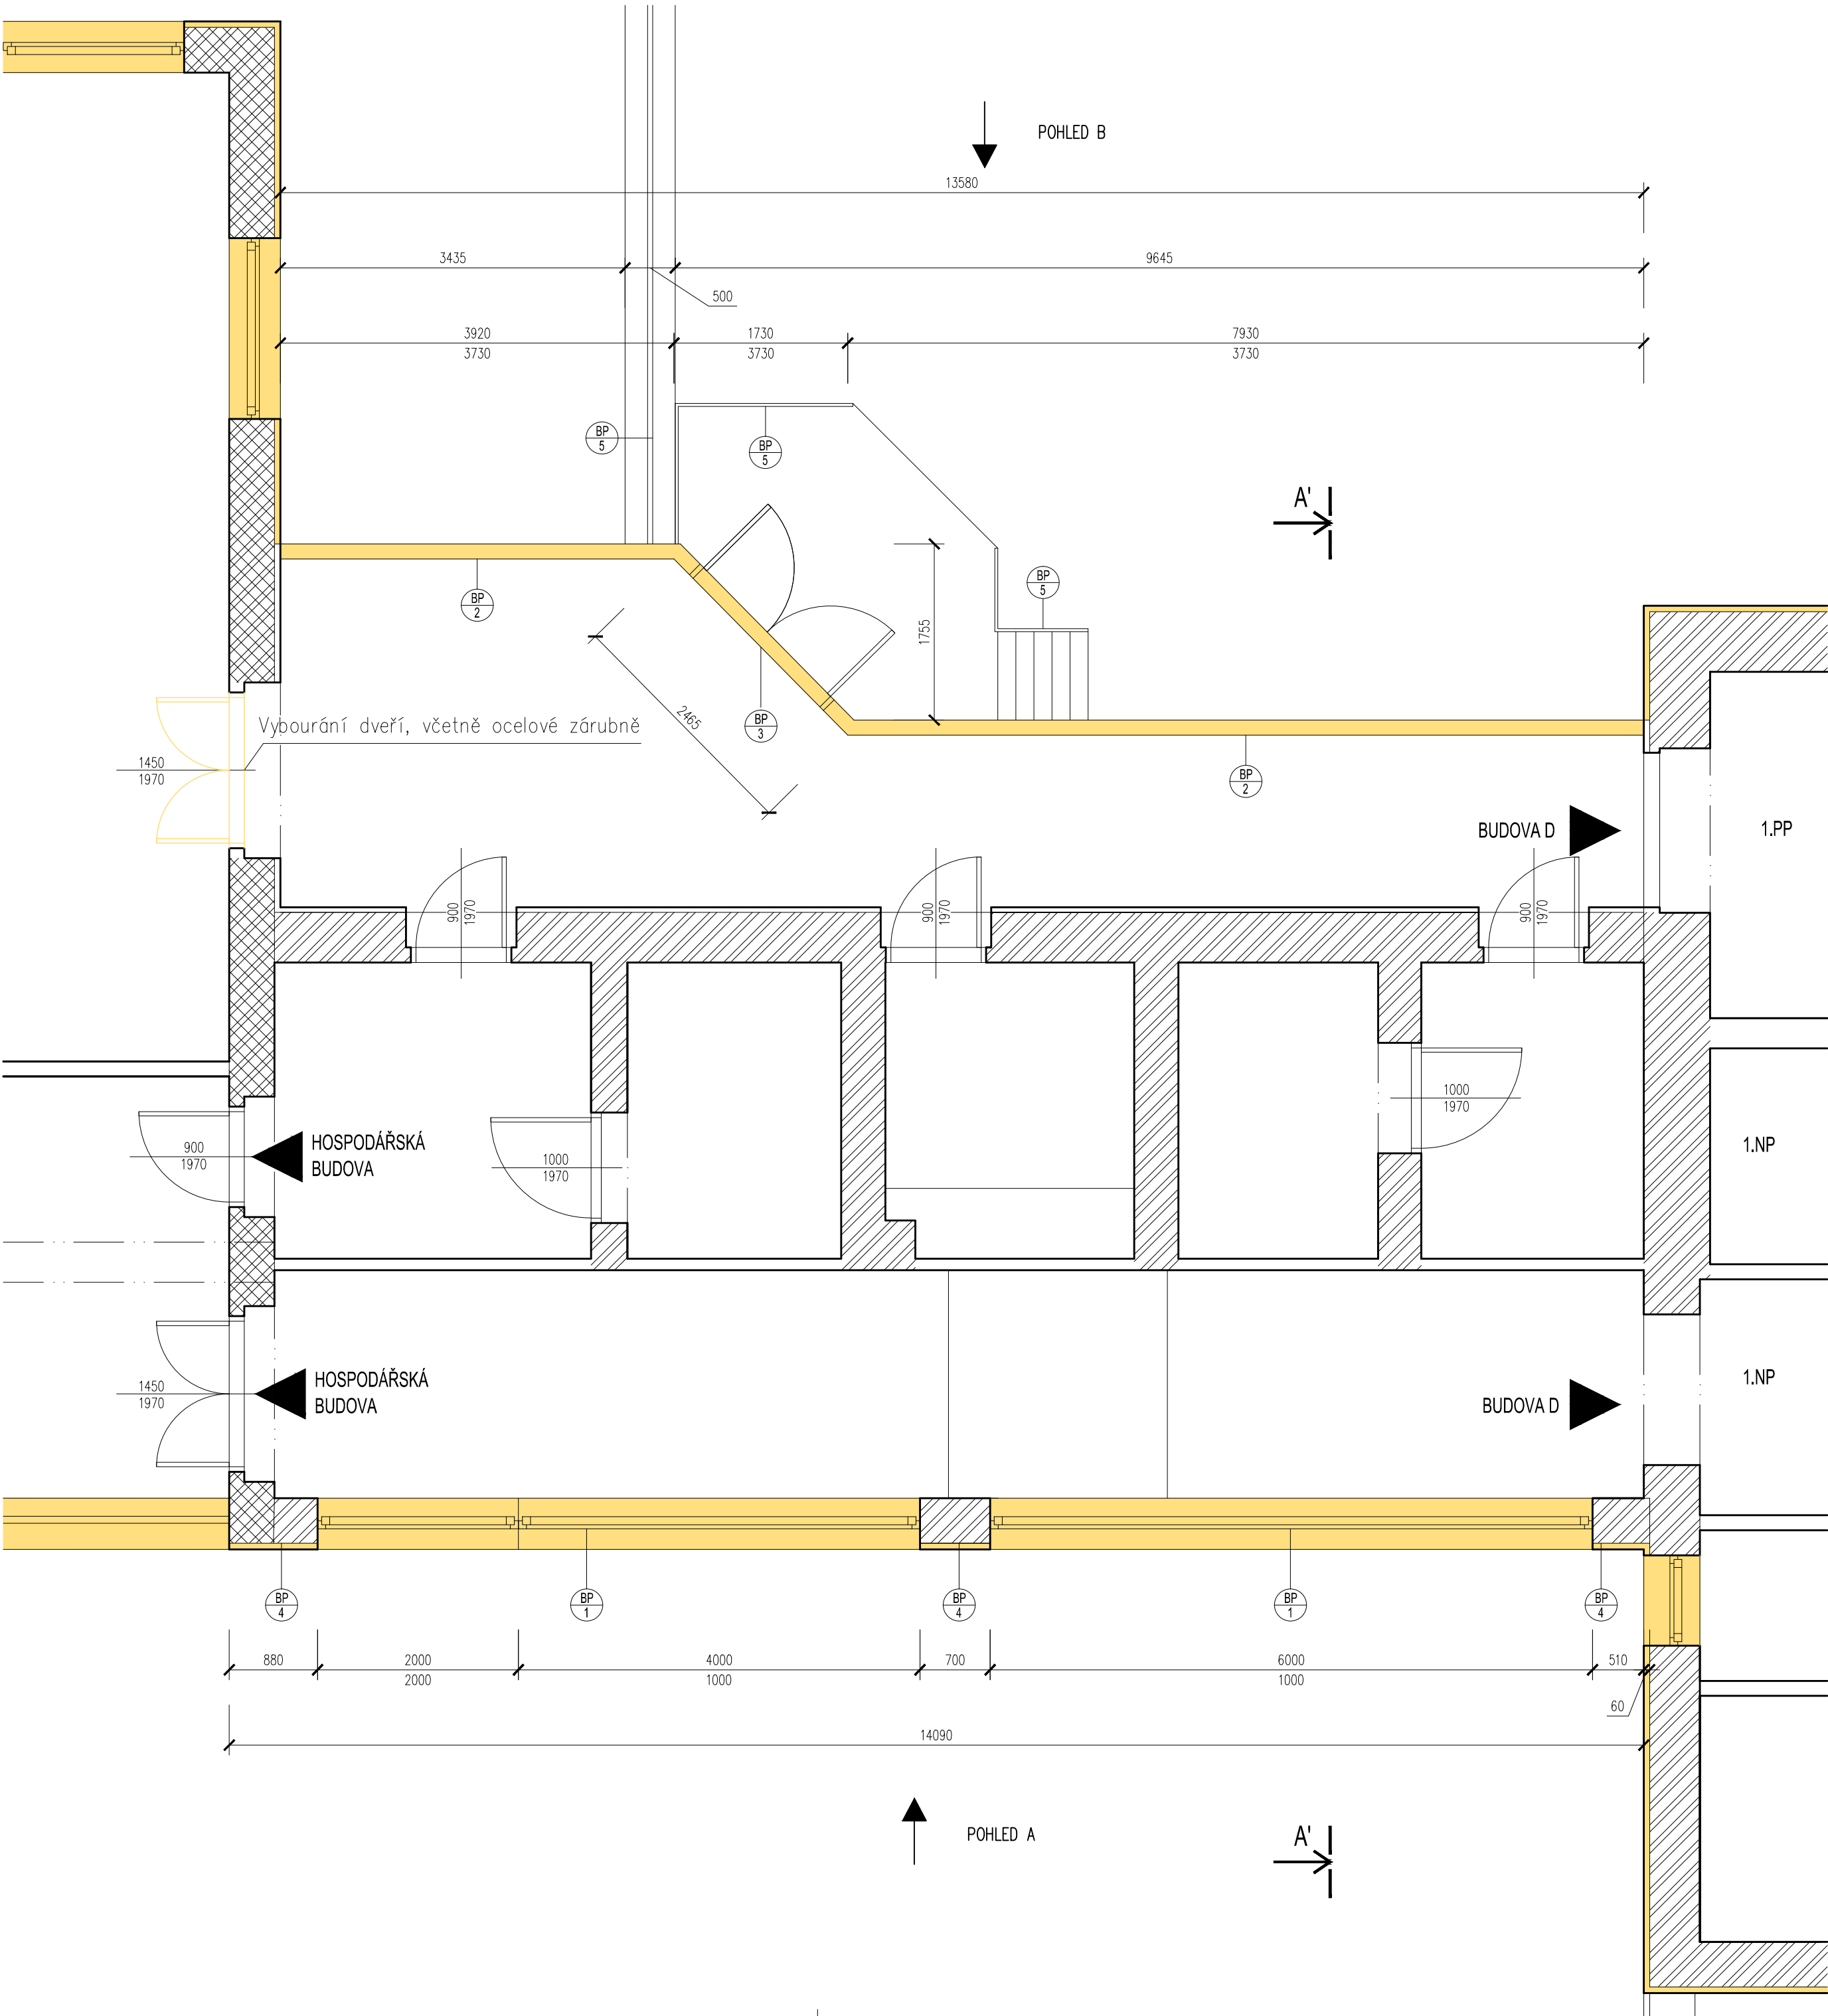 POHLED B
13580
3435
9645
500
3920
3730
1730
3730
7930
3730
BP
5
BP
5
A'
BP
5
BP
2
1755
2465
BP
3
Vybourání dveří, včetně ocelové zárubně
1450
1970
BP
2
BUDOVA D
1.PP
900
1970
900
1970
900
1970
1000
1970
900
1970
HOSPODÁŘSKÁ
BUDOVA
1000
1970
1.NP
HOSPODÁŘSKÁ
BUDOVA
1450
1970
BUDOVA D
1.NP
BP
4
BP
1
BP
4
BP
1
BP
4
880
2000
2000
4000
1000
700
6000
1000
510
60
14090
POHLED A
A'